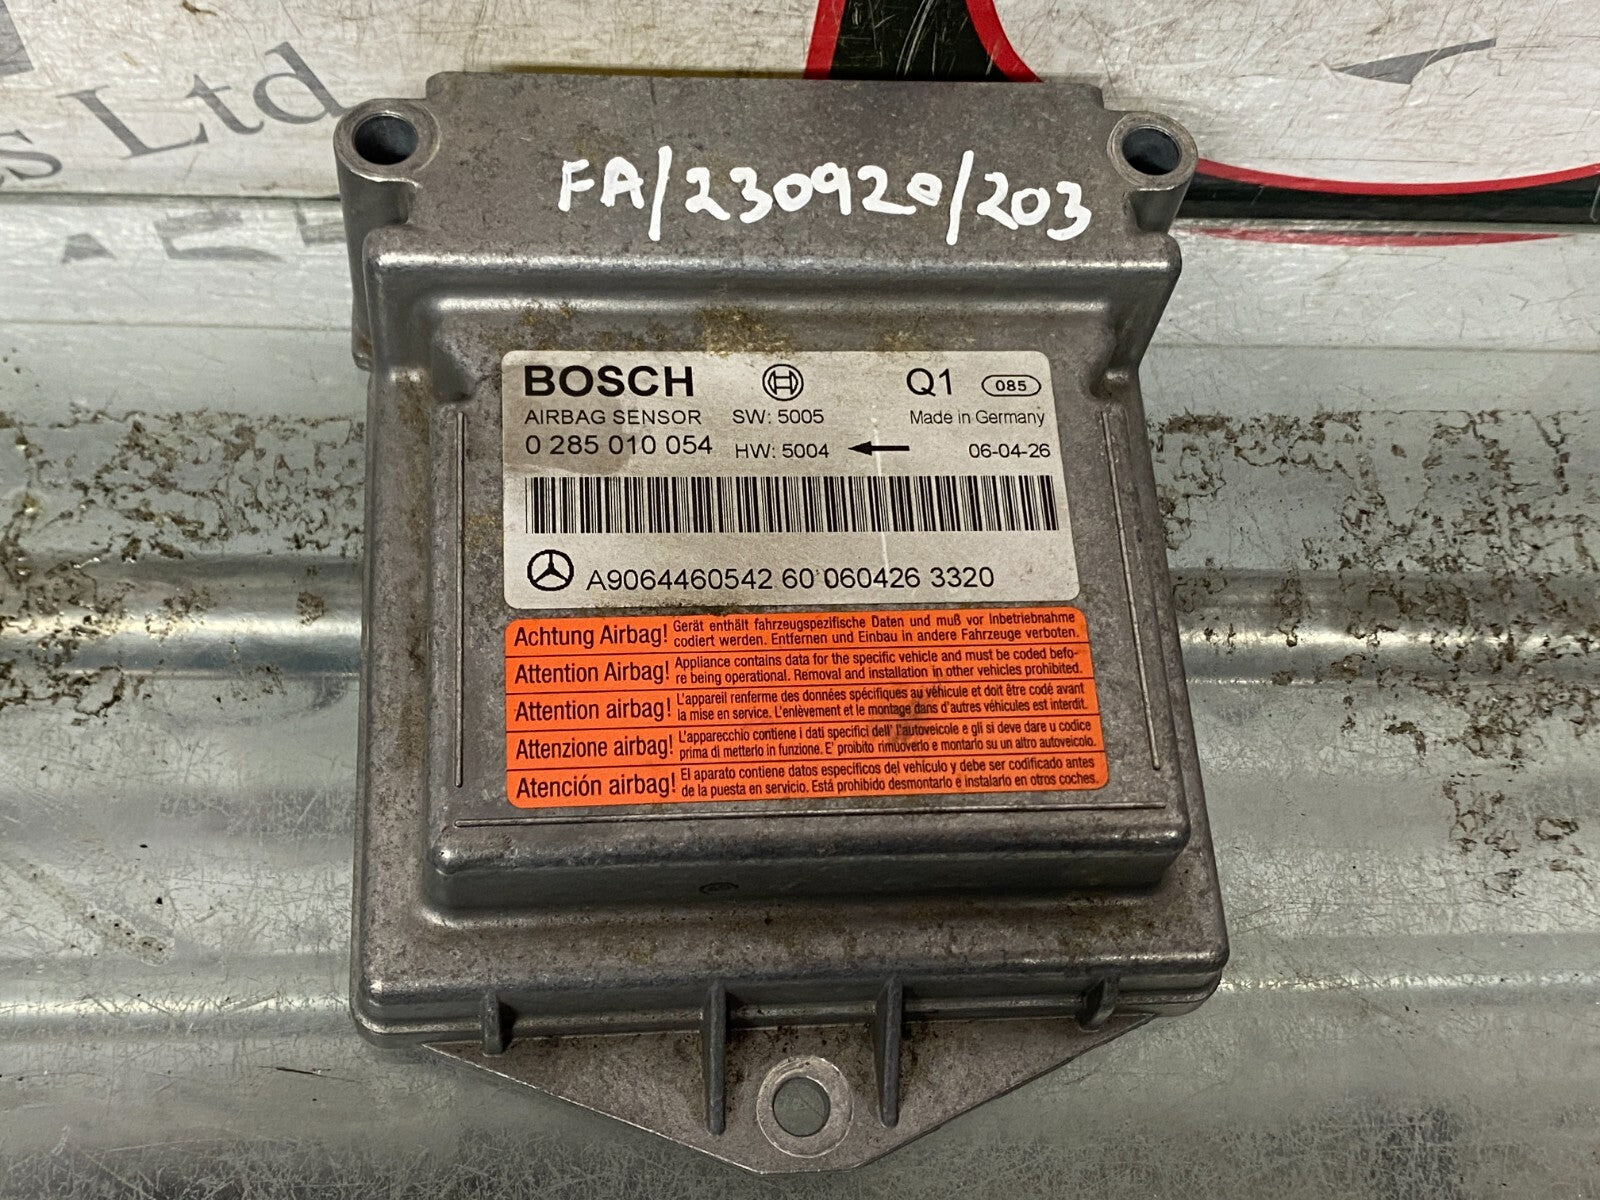 s Ltd
FA/230920/203
BOSCH Q1 085
AIRBAG SENSOR SW: 5005 Made in Germany
0 285 010 054 HW: 5004 06-04-26
A9064460542 60 060426 3320
Achtung Airbag! Gerät enthält fahrzeugspezifische Daten und muß vor Inbetriebnahme
codiert werden. Entfernen und Einbau in andere Fahrzeuge verboten.
Attention Airbag! Appliance contains data for the specific vehicle and must be coded befo-
re being operational. Removal and installation in other vehicles prohibited.
Attention airbag! L'appareil renferme des données spécifiques au véhicule et doit être codé avant
la mise en service. L'enlèvement et le montage dans d'autres véhicules est interdit.
Attenzione airbag! L'apparecchio contiene i dati specifici dell' l'autoveicole e gli si deve dare u codice
prima di metterlo in funzione. E' proibito rimuoverlo e montarlo su un altro autoveicolo.
Atención airbag! El aparato contiene datos específicos del vehículo y debe ser codificado antes
de la puesta en servicio. Está prohibido desmontarlo e instalarlo en otros coches.